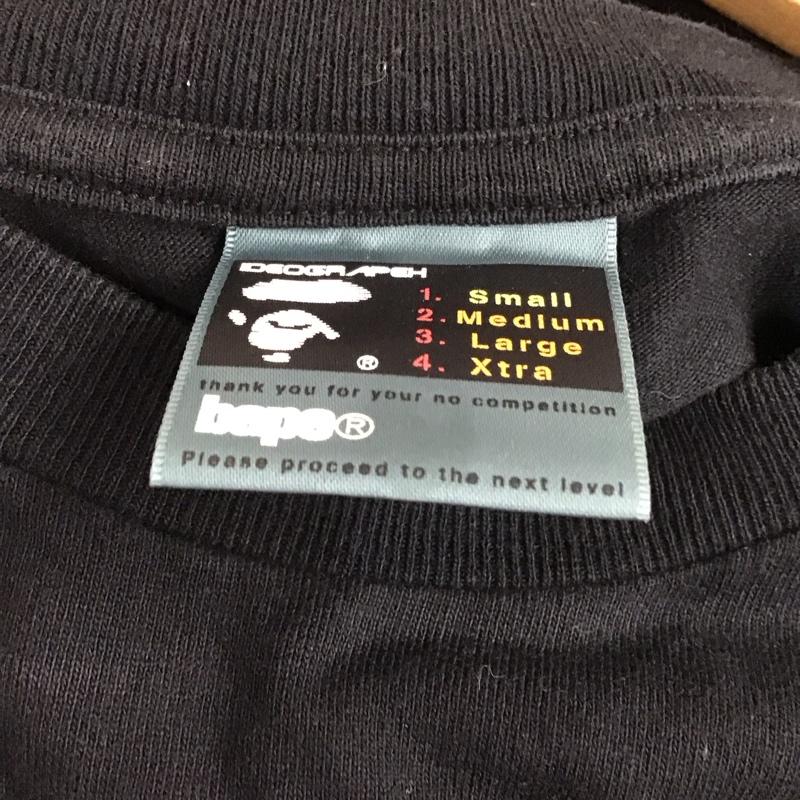 IDEOGRAPEH
1. Small
2. Medium
3. Large
4. Xtra
®
thank you for your no competition
bape®
Please proceed to the next level